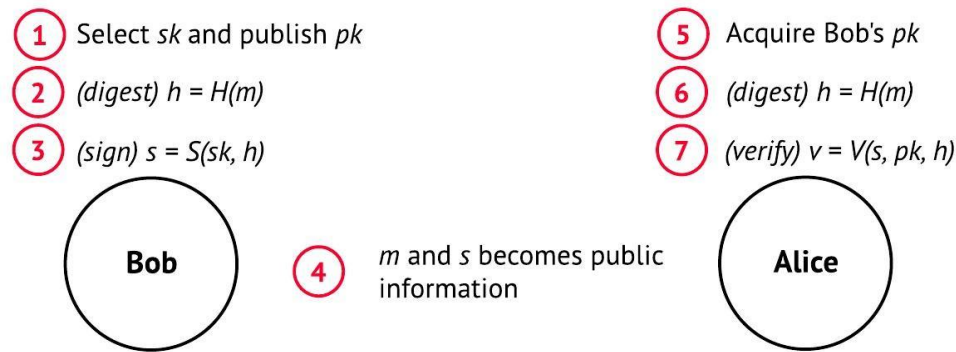 1 Select sk and publish pk
2 (digest) h = H(m)
3 (sign) s = S(sk, h)
Bob
4 m and s becomes public
information
5 Acquire Bob's pk
6 (digest) h = H(m)
7 (verify) v = V(s, pk, h)
Alice